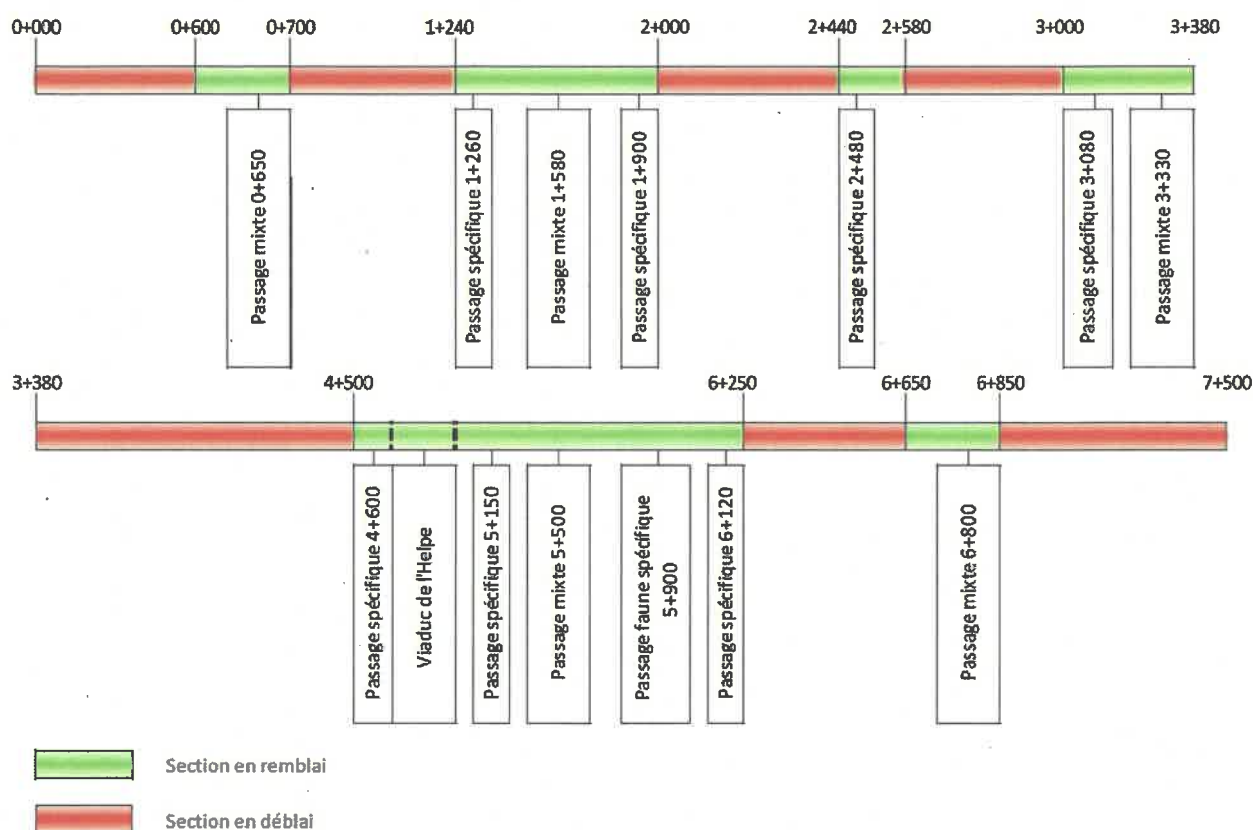 0+000 0+600 0+700 1+240 2+000 2+440 2+580 3+000 3+380
Passage mixte 0+650
Passage spécifique 1+260
Passage mixte 1+580
Passage spécifique 1+900
Passage spécifique 2+480
Passage spécifique 3+080
Passage mixte 3+330
3+380 4+500 6+250 6+650 6+850 7+500
Passage spécifique 4+600
Viaduc de l'Helpe
Passage spécifique 5+150
Passage mixte 5+500
Passage faune spécifique
5+900
Passage spécifique 6+120
Passage mixte 6+800
Section en remblai
Section en déblai